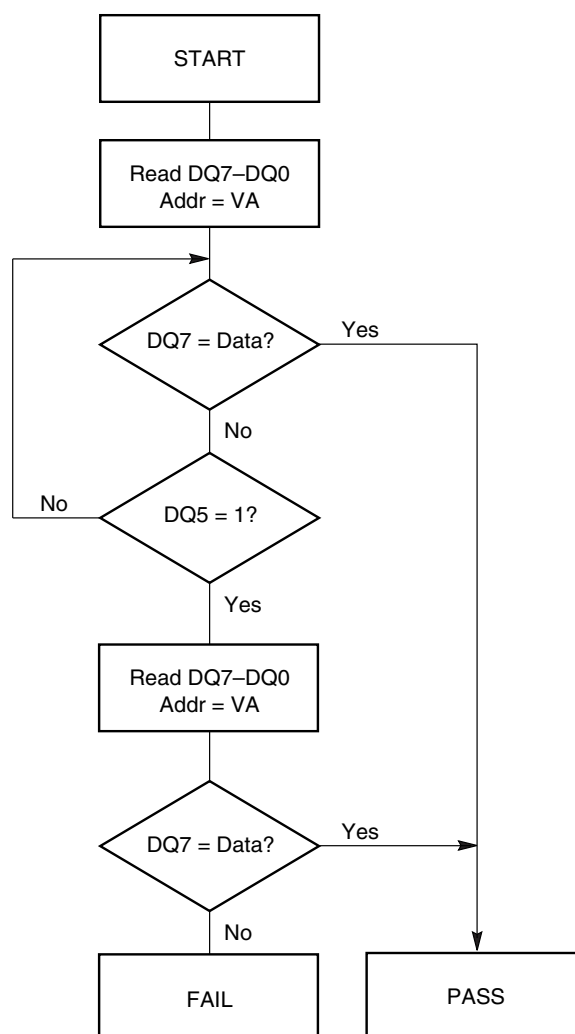 START
Read DQ7–DQ0
Addr = VA
DQ7 = Data?
Yes
No
No
DQ5 = 1?
Yes
Read DQ7–DQ0
Addr = VA
DQ7 = Data?
Yes
No
FAIL
PASS